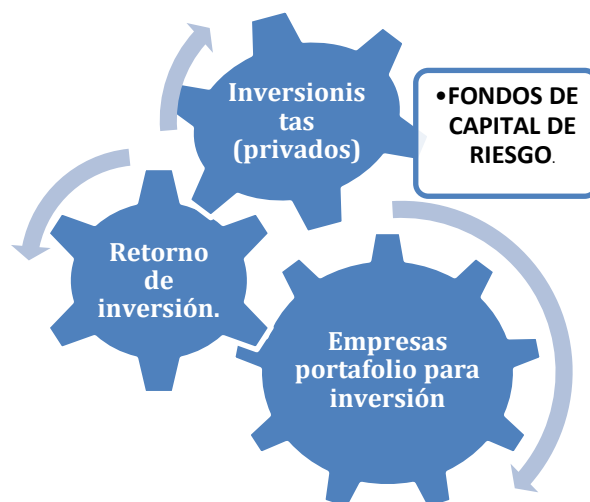 Inversionis
tas
(privados)
•FONDOS DE
CAPITAL DE
RIESGO.
Retorno
de
inversión.
Empresas
portafolio para
inversión